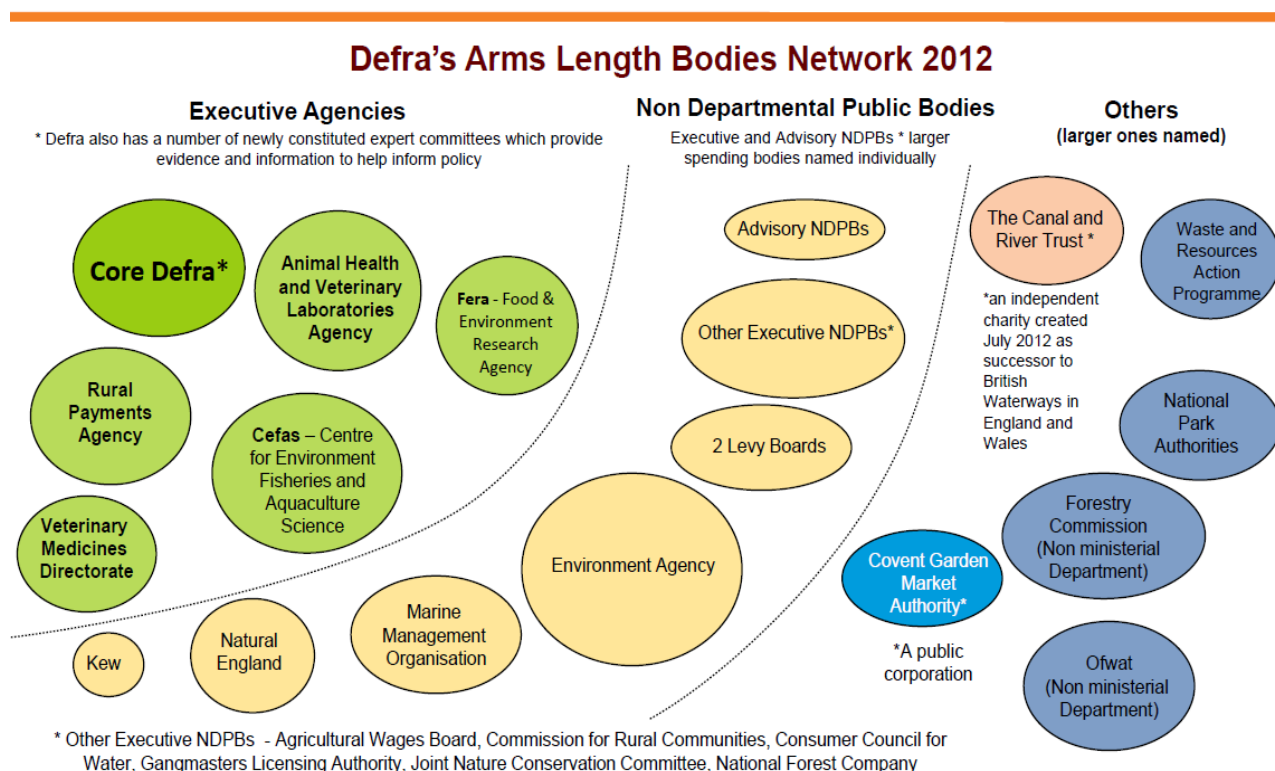 Defra's Arms Length Bodies Network 2012
Executive Agencies
* Defra also has a number of newly constituted expert committees which provide
evidence and information to help inform policy
Non Departmental Public Bodies
Executive and Advisory NDPBs * larger
spending bodies named individually
Others
(larger ones named)
Core Defra*
Animal Health
and Veterinary
Laboratories
Agency
Fera - Food &
Environment
Research
Agency
Rural
Payments
Agency
Cefas – Centre
for Environment
Fisheries and
Aquaculture
Science
Veterinary
Medicines
Directorate
Advisory NDPBs
Other Executive NDPBs*
2 Levy Boards
Environment Agency
Marine
Management
Organisation
Natural
England
Kew
The Canal and
River Trust *
*an independent
charity created
July 2012 as
successor to
British
Waterways in
England and
Wales
Waste and
Resources
Action
Programme
National
Park
Authorities
Forestry
Commission
(Non ministerial
Department)
Covent Garden
Market
Authority*
*A public
corporation
Ofwat
(Non ministerial
Department)
* Other Executive NDPBs - Agricultural Wages Board, Commission for Rural Communities, Consumer Council for
Water, Gangmasters Licensing Authority, Joint Nature Conservation Committee, National Forest Company